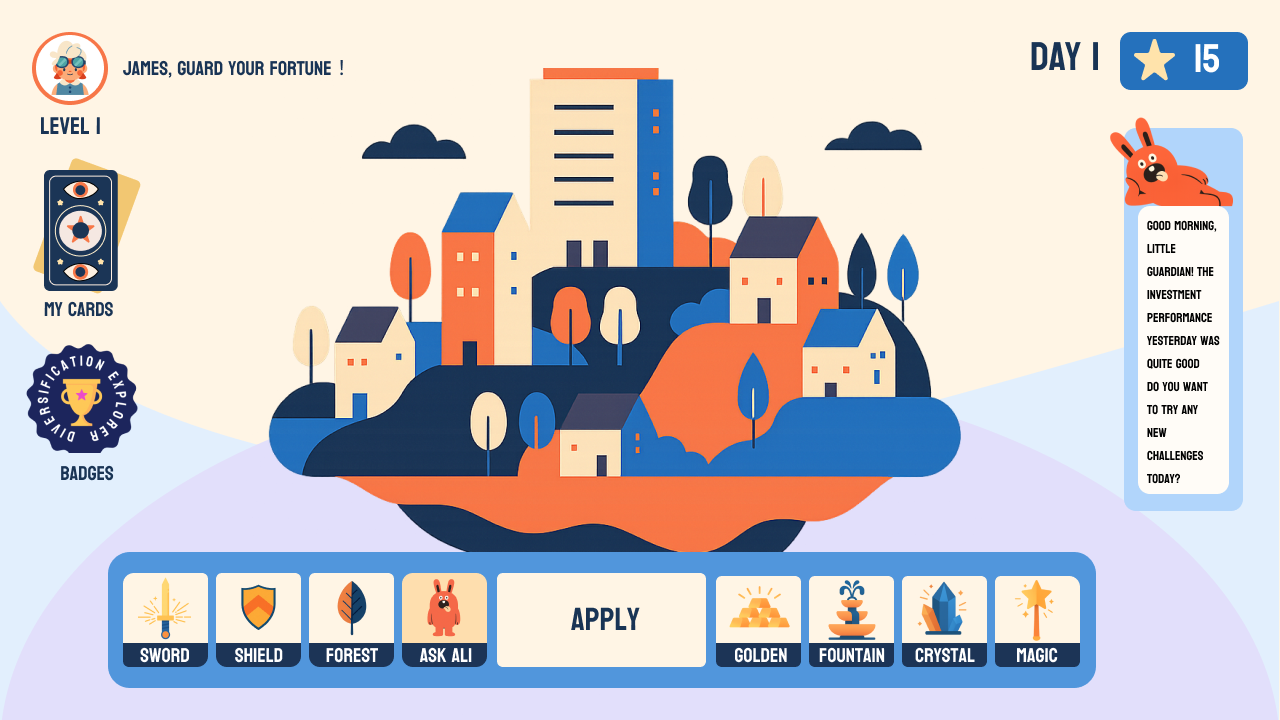 JAMES, GUARD YOUR FORTUNE !
LEVEL 1
MY CARDS
DIVERSIFICATION EXPLORER
BADGES
DAY 1
15
GOOD MORNING,
LITTLE
GUARDIAN! THE
INVESTMENT
PERFORMANCE
YESTERDAY WAS
QUITE GOOD
DO YOU WANT
TO TRY ANY
NEW
CHALLENGES
TODAY?
SWORD
SHIELD
FOREST
ASK ALI
APPLY
GOLDEN
FOUNTAIN
CRYSTAL
MAGIC